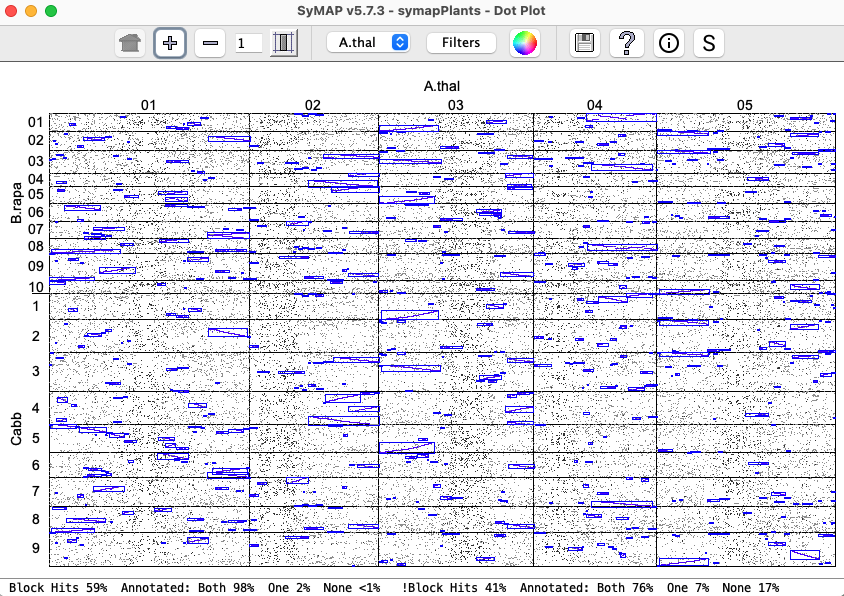 SyMAP v5.7.3 - symapPlants - Dot Plot
1 A.thal Filters ? i S
A.thal
01 02 03 04 05
B.rapa
01
02
03
04
05
06
07
08
09
10
Cabb
1
2
3
4
5
6
7
8
9
Block Hits 59% Annotated: Both 98% One 2% None <1% !Block Hits 41% Annotated: Both 76% One 7% None 17%